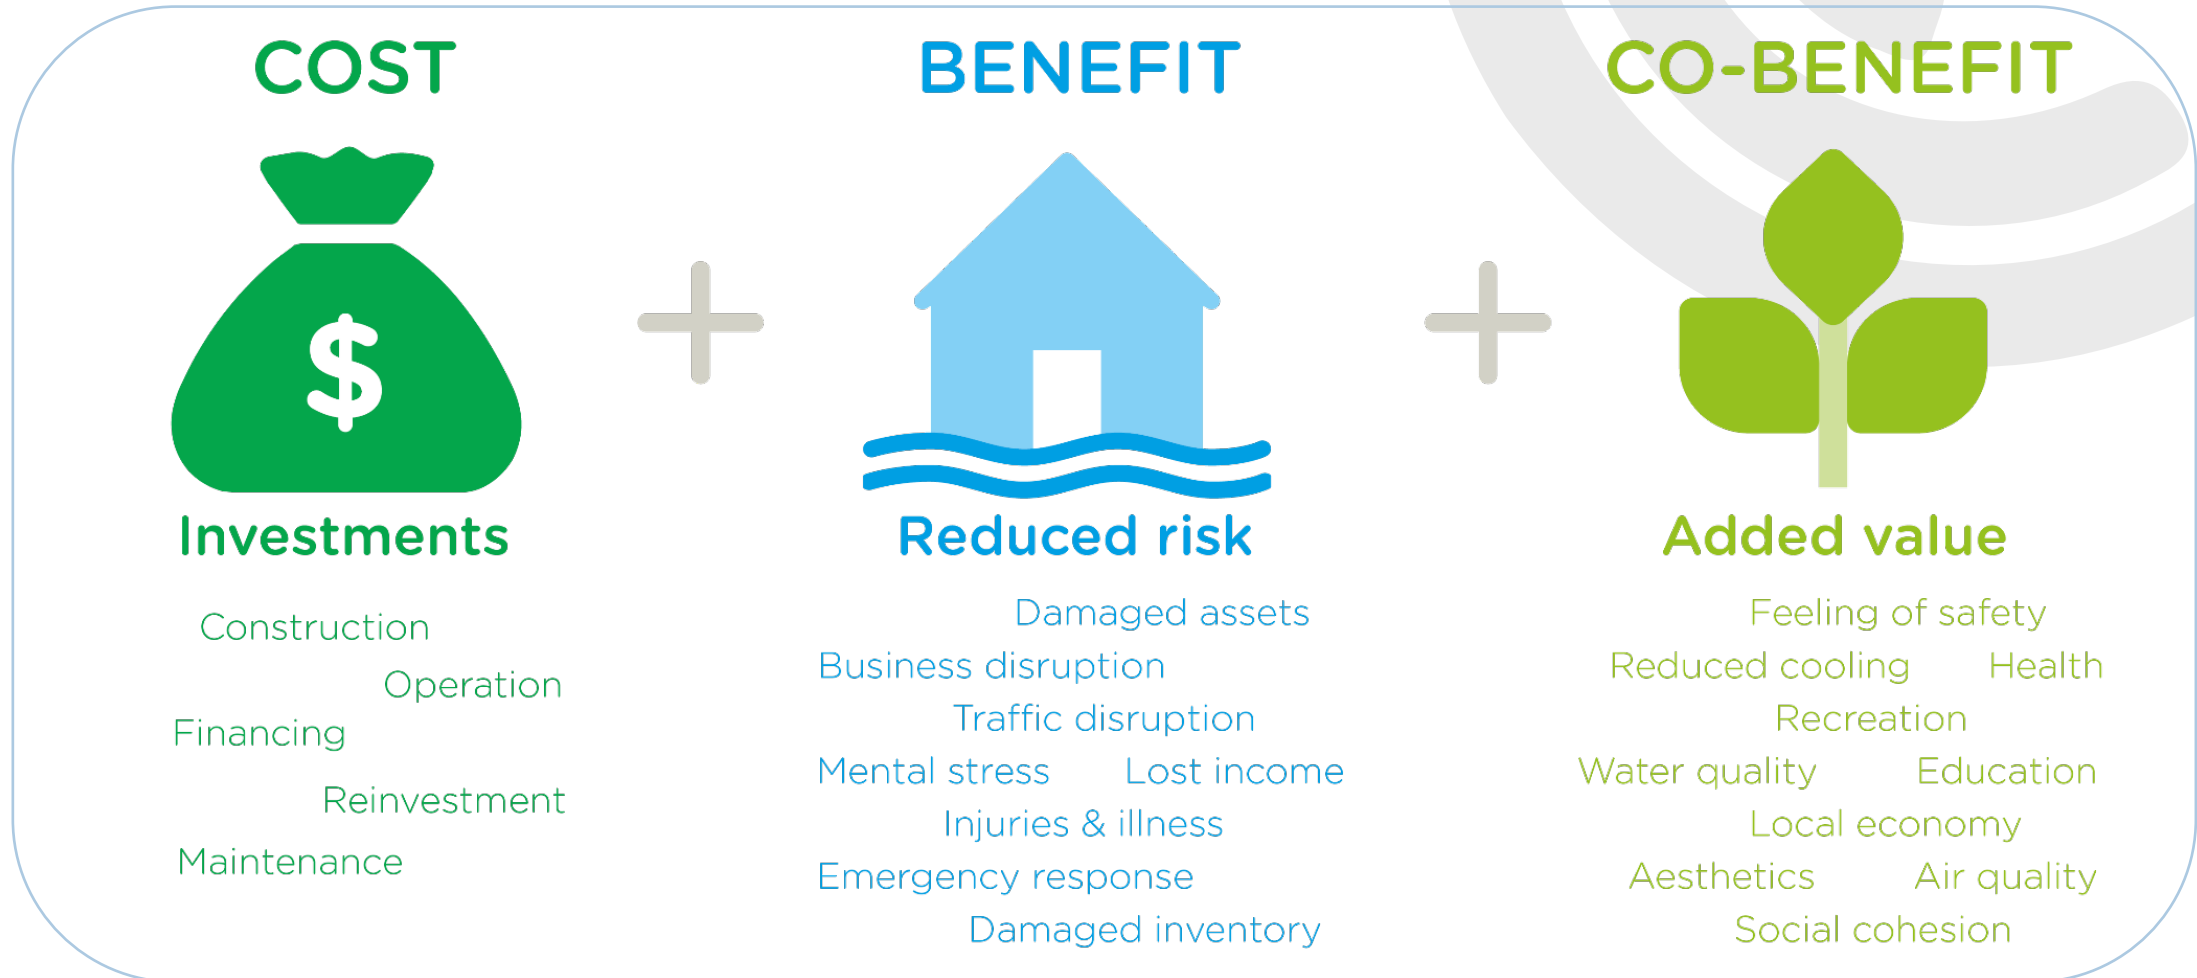 COST
$
Investments
Construction
Operation
Financing
Reinvestment
Maintenance
BENEFIT
Reduced risk
Damaged assets
Business disruption
Traffic disruption
Mental stress Lost income
Injuries & illness
Emergency response
Damaged inventory
CO-BENEFIT
Added value
Feeling of safety
Reduced cooling Health
Recreation
Water quality Education
Local economy
Aesthetics Air quality
Social cohesion